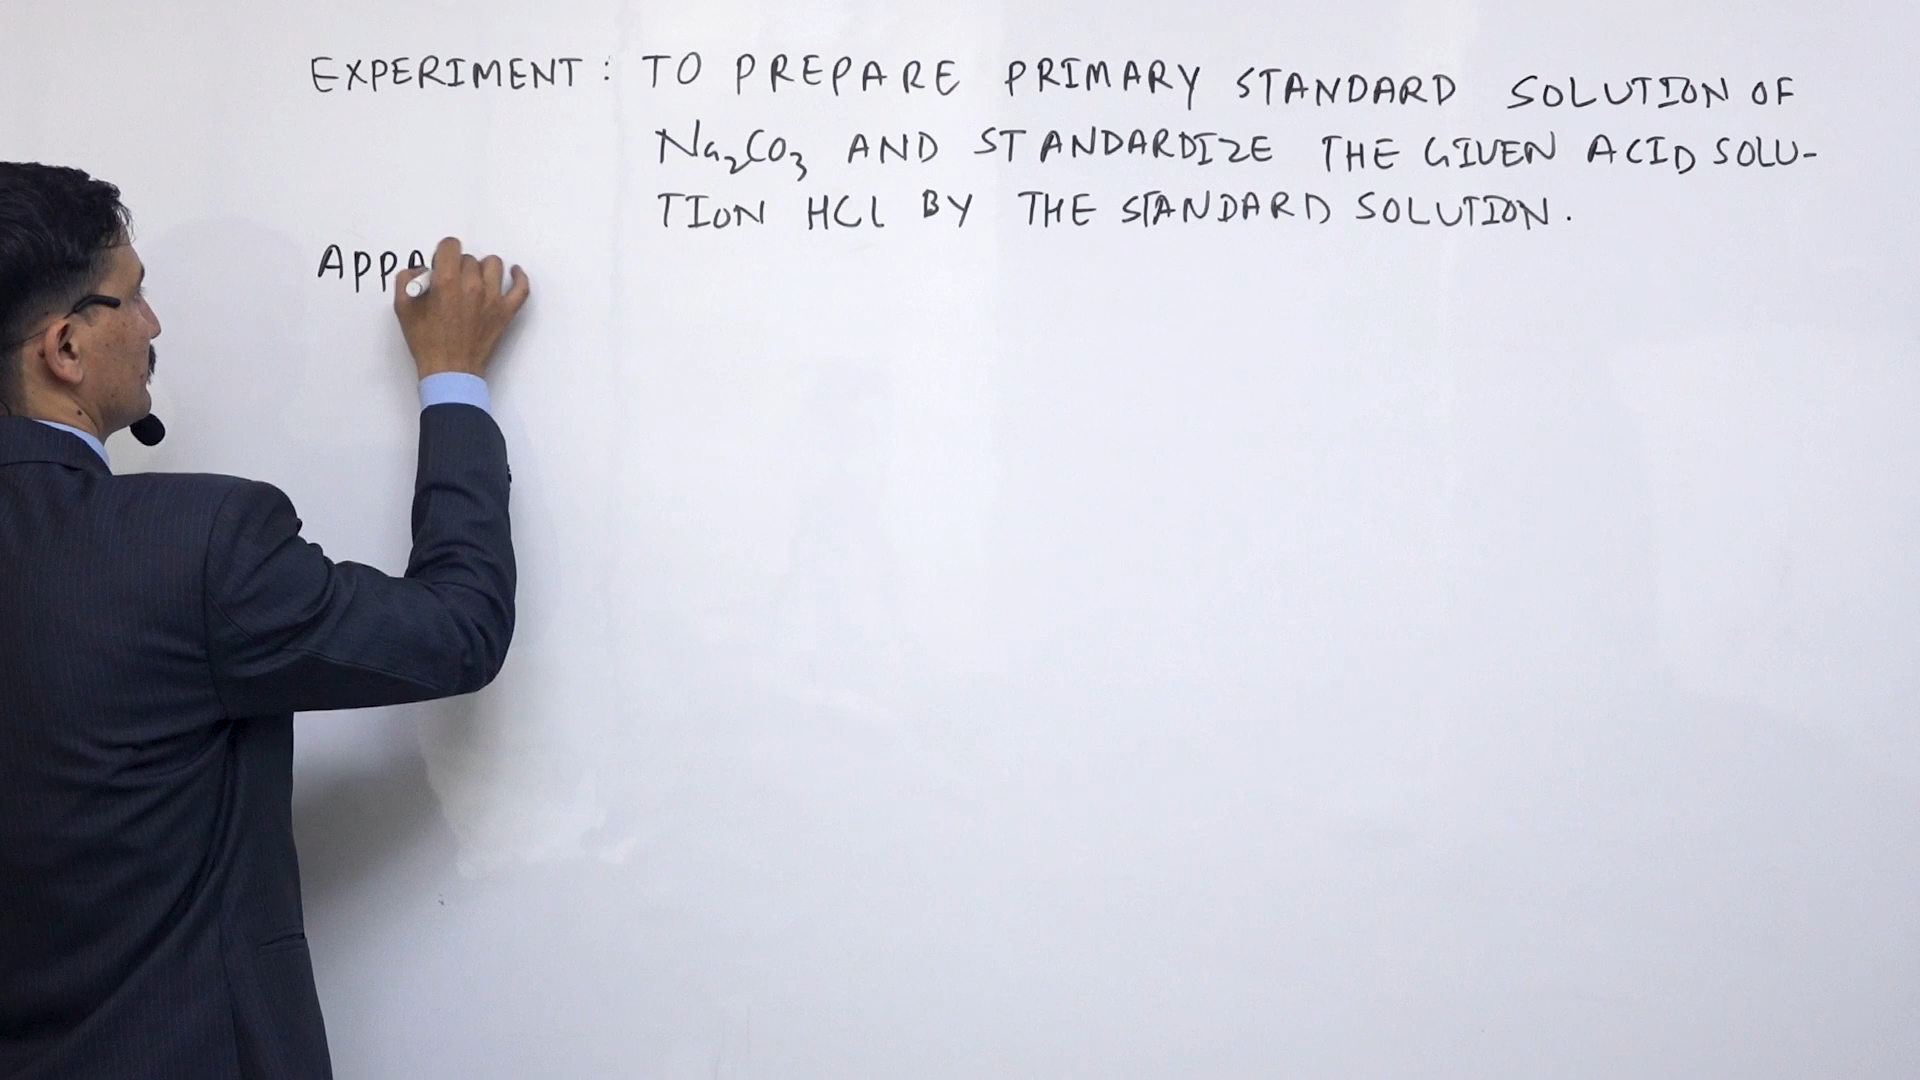 EXPERIMENT : TO PREPARE PRIMARY STANDARD SOLUTION OF
Na₂CO₃ AND STANDARDIZE THE GIVEN ACID SOLU-
TION HCl BY THE STANDARD SOLUTION.
APPA